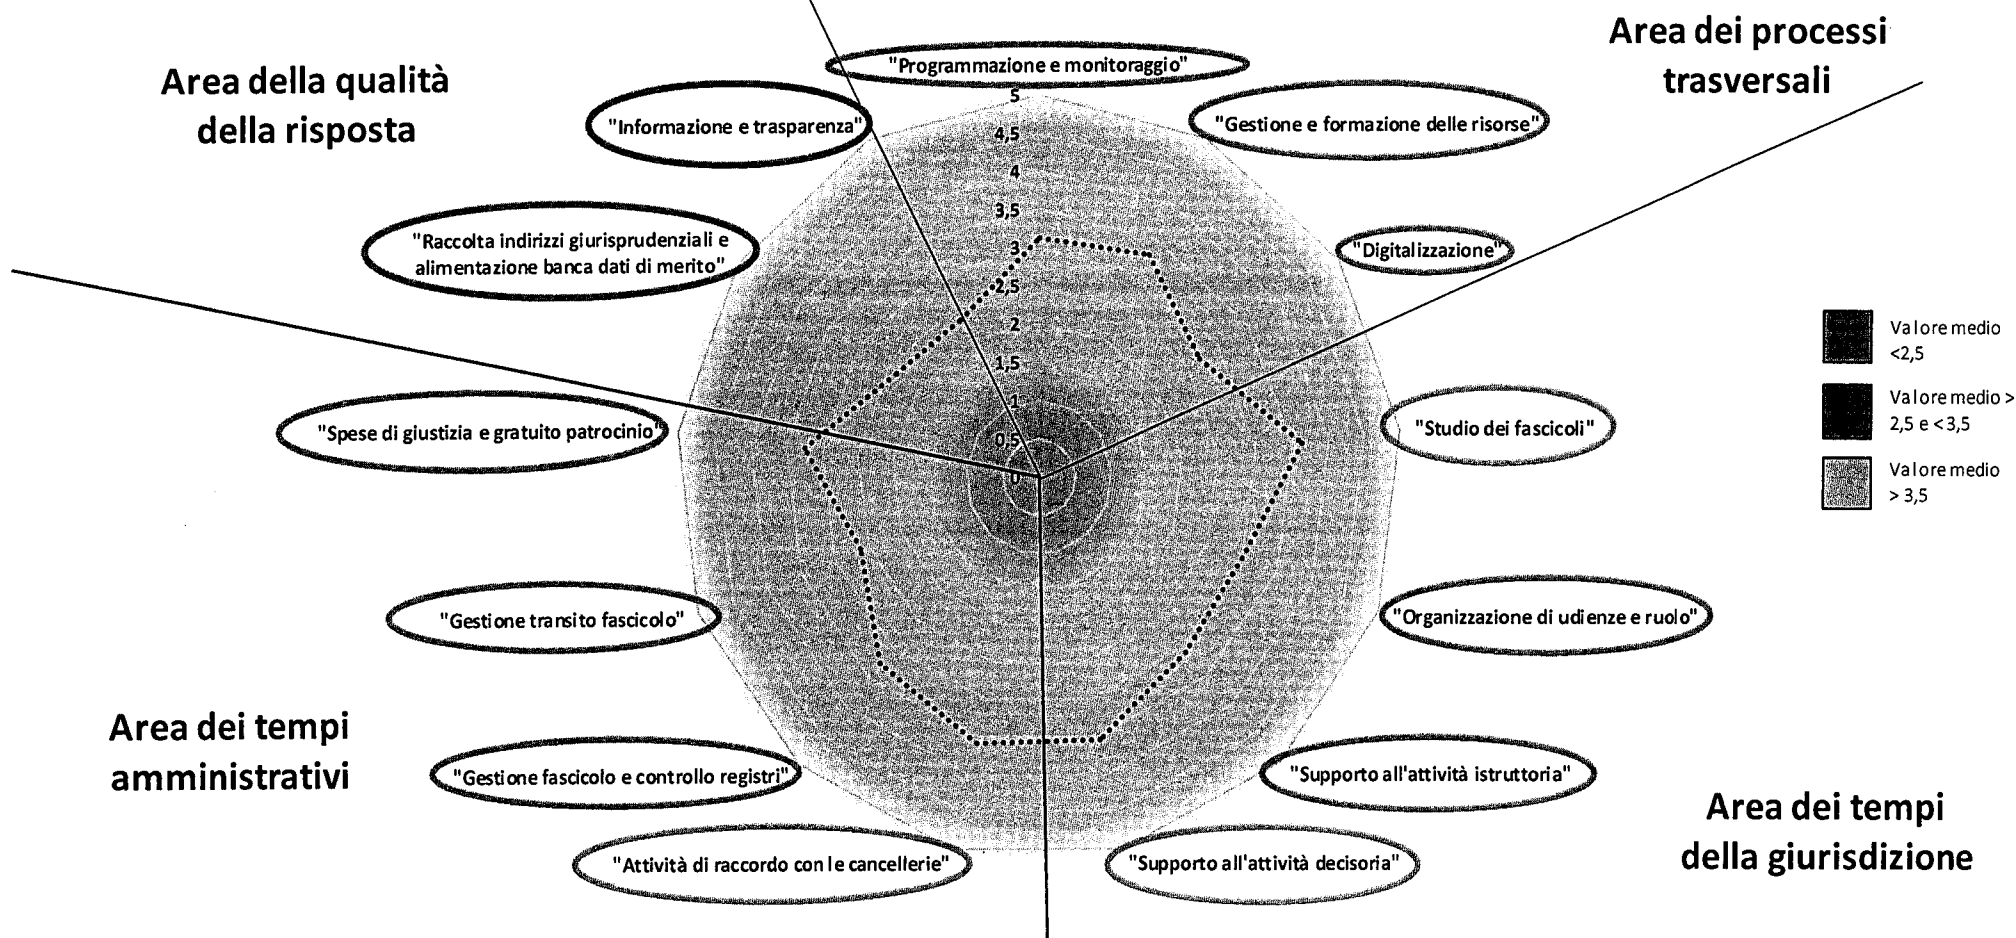 Area della qualità
della risposta
Area dei processi
trasversali
"Programmazione e monitoraggio"
"Informazione e trasparenza"
"Gestione e formazione delle risorse"
"Raccolta indirizzi giurisprudenziali e
alimentazione banca dati di merito"
"Digitalizzazione"
5
4,5
4
3,5
3
2,5
2
1,5
1
0,5
0
Valore medio
<2,5
Valore medio >
2,5 e <3,5
Valore medio
> 3,5
"Spese di giustizia e gratuito patrocinio"
"Studio dei fascicoli"
"Gestione transito fascicolo"
"Organizzazione di udienze e ruolo"
Area dei tempi
amministrativi
"Gestione fascicolo e controllo registri"
"Supporto all'attività istruttoria"
"Attività di raccordo con le cancellerie"
"Supporto all'attività decisoria"
Area dei tempi
della giurisdizione